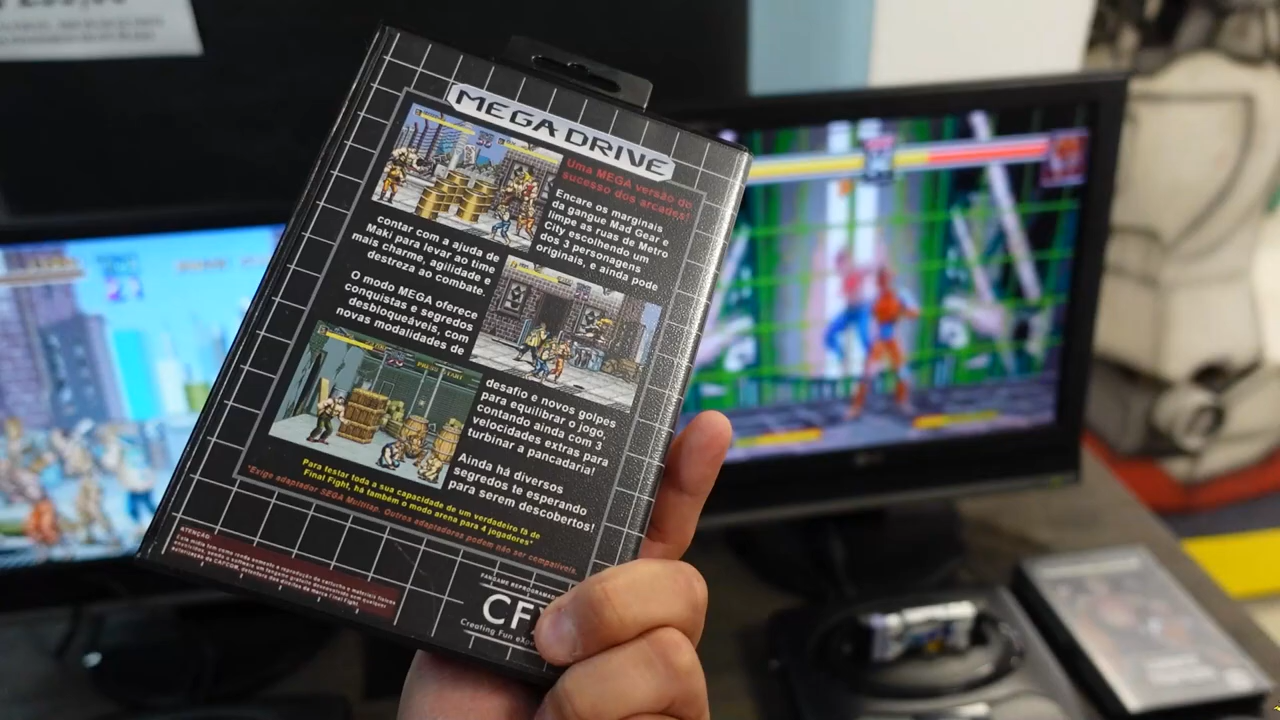 MEGA DRIVE
Uma MEGA versão do
sucesso dos arcades!
Encare os marginais
da gangue Mad Gear e
limpe as ruas de Metro
City escolhendo um
dos 3 personagens
originais, e ainda pode
contar com a ajuda de
Maki para levar ao time
mais charme, agilidade e
destreza ao combate.
O modo MEGA oferece
conquistas e segredos
desbloqueáveis, com
novas modalidades de
desafio e novos golpes
para equilibrar o jogo,
contando ainda com 3
velocidades extras para
turbinar a pancadaria!
Ainda há diversos
segredos te esperando
para serem descobertos!
Para testar toda a sua capacidade de um verdadeiro fã de
Final Fight, há também o modo arena para 4 jogadores*
*Exige adaptador SEGA Multitap. Outros adaptadores podem não ser compatíveis.
ATENÇÃO:
FANGAME REPROGRAMA
CF
Creating Fun